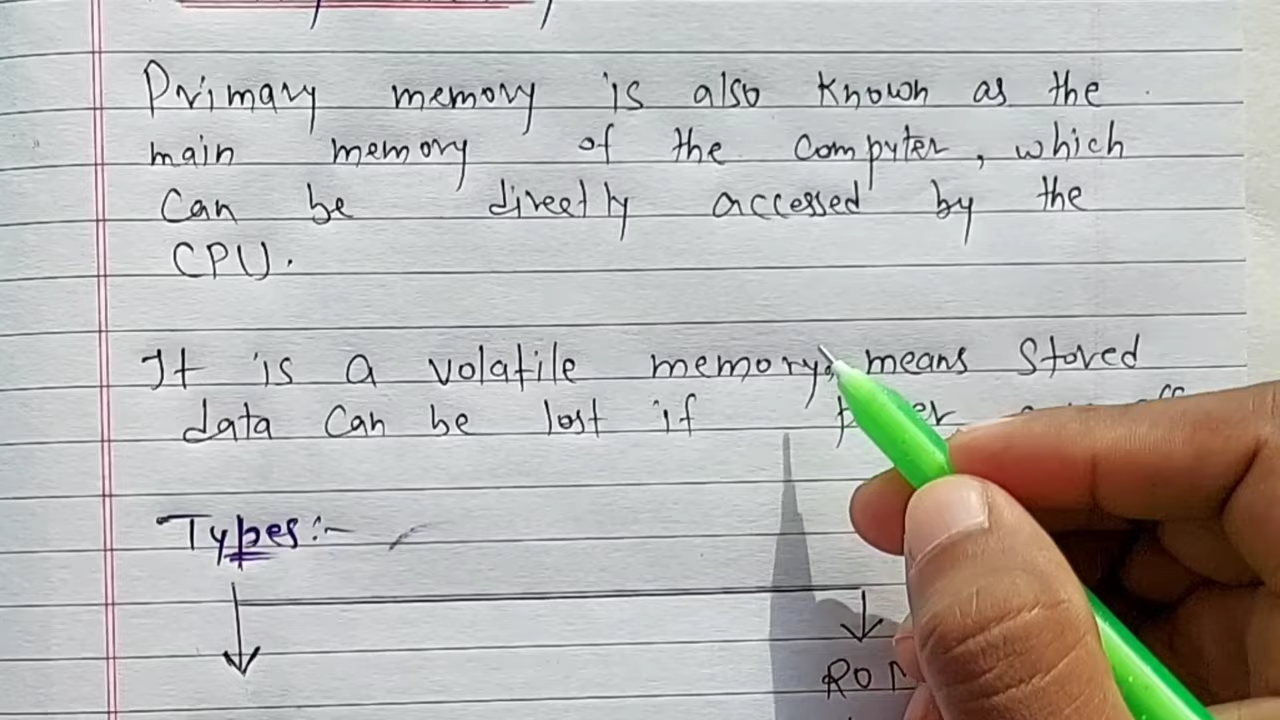 Primary memory is also known as the
main memory of the computer, which
can be directly accessed by the
CPU.
It is a volatile memory, means stored
data can be lost if
Types:-